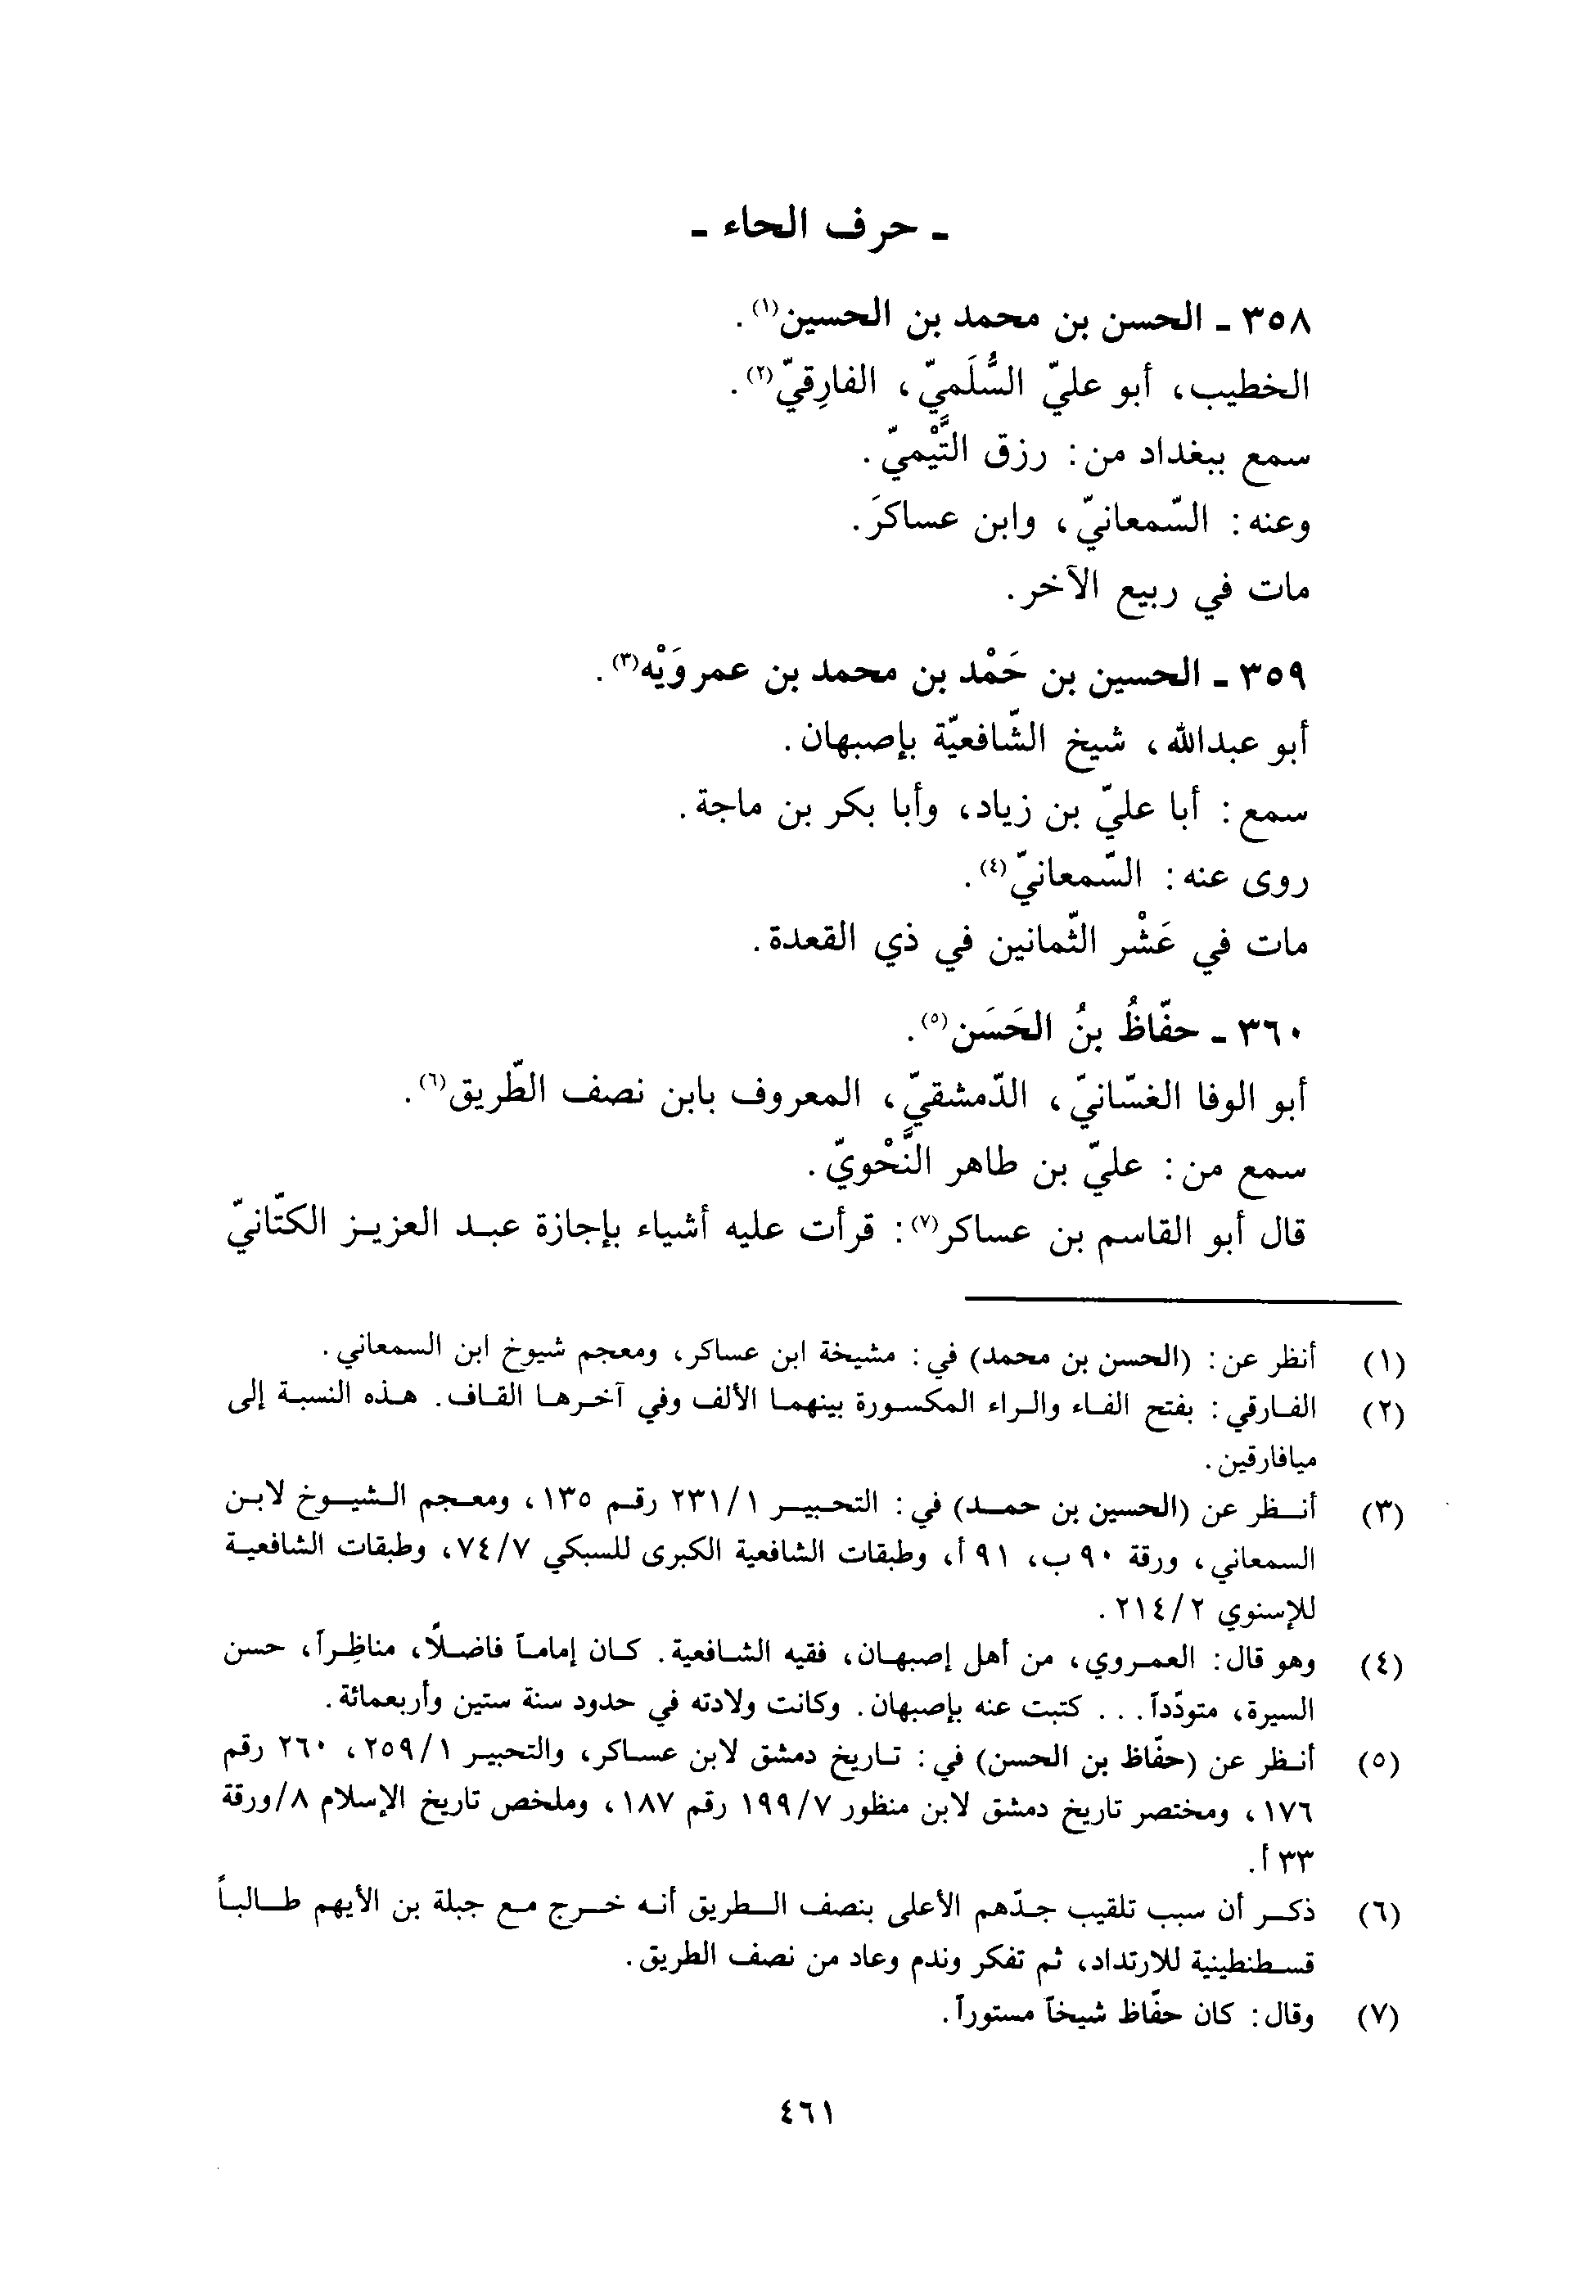 ـ حرف الحاء ـ
٣٥٨ ـ الحسن بن محمد بن الحسين(١).
الخطيب، أبو عليّ السُّلَميّ، الفارِقيّ(٢).
سمع ببغداد من: رزق التَّيْميّ.
وعنه: السّمعانيّ، وابن عساكرَ.
مات في ربيع الآخر.
٣٥٩ ـ الحسين بن حَمْد بن محمد بن عمروَيْه(٣).
أبو عبدالله، شيخ الشّافعيّة بإصبهان.
سمع: أبا عليّ بن زياد، وأبا بكر بن ماجة.
روى عنه: السّمعانيّ(٤).
مات في عَشْر الثّمانين في ذي القعدة.
٣٦٠ ـ حفّاظُ بنُ الحَسَن(٥).
أبو الوفا الغسّانيّ، الدّمشقيّ، المعروف بابن نصف الطّريق(٦).
سمع من: عليّ بن طاهر النَّحْويّ.
قال أبو القاسم بن عساكر(٧): قرأت عليه أشياء بإجازة عبد العزيز الكتّانيّ
(١) أنظر عن: (الحسن بن محمد) في: مشيخة ابن عساكر، ومعجم شيوخ ابن السمعاني.
(٢) الفارقي: بفتح الفاء والراء المكسورة بينهما الألف وفي آخرها القاف. هذه النسبة إلى
ميافارقين.
(٣) أنظر عن (الحسين بن حمد) في: التحبير ٢٣١/١ رقم ١٣٥، ومعجم الشيوخ لابن
السمعاني، ورقة ٩٠ ب، ٩١ أ، وطبقات الشافعية الكبرى للسبكي ٧٤/٧، وطبقات الشافعية
للإسنوي ٢١٤/٢.
(٤) وهو قال: العمروي، من أهل إصبهان، فقيه الشافعية. كان إماماً فاضلًا، مناظِراً، حسن
السيرة، متودّداً... كتبت عنه بإصبهان. وكانت ولادته في حدود سنة ستين وأربعمائة.
(٥) أنظر عن (حفّاظ بن الحسن) في: تاريخ دمشق لابن عساكر، والتحبير ٢٥٩/١، ٢٦٠ رقم
١٧٦، ومختصر تاريخ دمشق لابن منظور ١٩٩/٧ رقم ١٨٧، وملخص تاريخ الإسلام ٨/ورقة
٣٣ أ.
(٦) ذكر أن سبب تلقيب جدّهم الأعلى بنصف الطريق أنه خرج مع جبلة بن الأيهم طالباً
قسطنطينية للارتداد، ثم تفكر وندم وعاد من نصف الطريق.
(٧) وقال: كان حفّاظ شيخاً مستوراً.
٤٦١